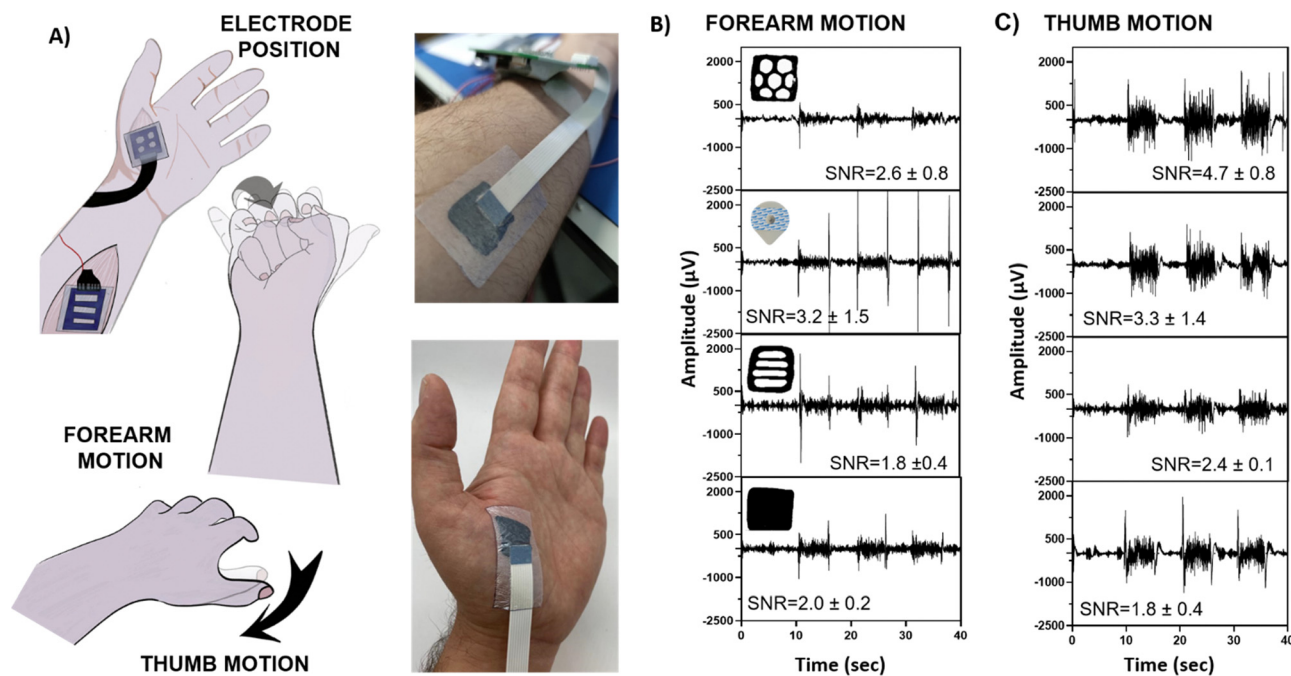 A)
ELECTRODE
POSITION
FOREARM
MOTION
THUMB MOTION
B)
FOREARM MOTION
Amplitude (µV)
2000
500
-1000
-2500
SNR=2.6 ± 0.8
2000
500
-1000
-2500
SNR=3.2 ± 1.5
2000
500
-1000
-2500
SNR=1.8 ±0.4
2000
500
-1000
-2500
SNR=2.0 ± 0.2
0
10
20
30
40
Time (sec)
C)
THUMB MOTION
Amplitude (µV)
2000
500
-1000
-2500
SNR=4.7 ± 0.8
2000
500
-1000
-2500
SNR=3.3 ± 1.4
2000
500
-1000
-2500
SNR=2.4 ± 0.1
2000
500
-1000
-2500
SNR=1.8 ± 0.4
0
10
20
30
40
Time (sec)